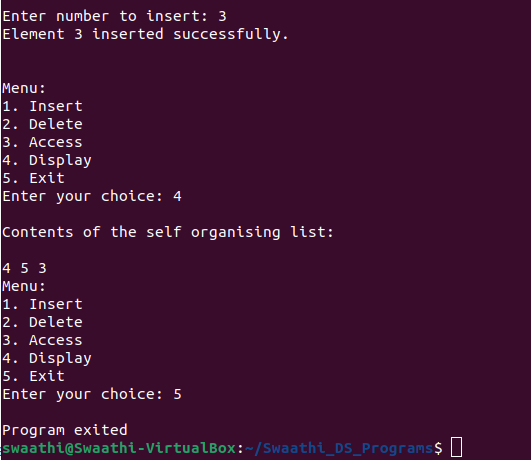 Enter number to insert: 3
Element 3 inserted successfully.
Menu:
1. Insert
2. Delete
3. Access
4. Display
5. Exit
Enter your choice: 4
Contents of the self organising list:
4 5 3
Menu:
1. Insert
2. Delete
3. Access
4. Display
5. Exit
Enter your choice: 5
Program exited
swaathi@Swaathi-VirtualBox:~/Swaathi_DS_Programs$